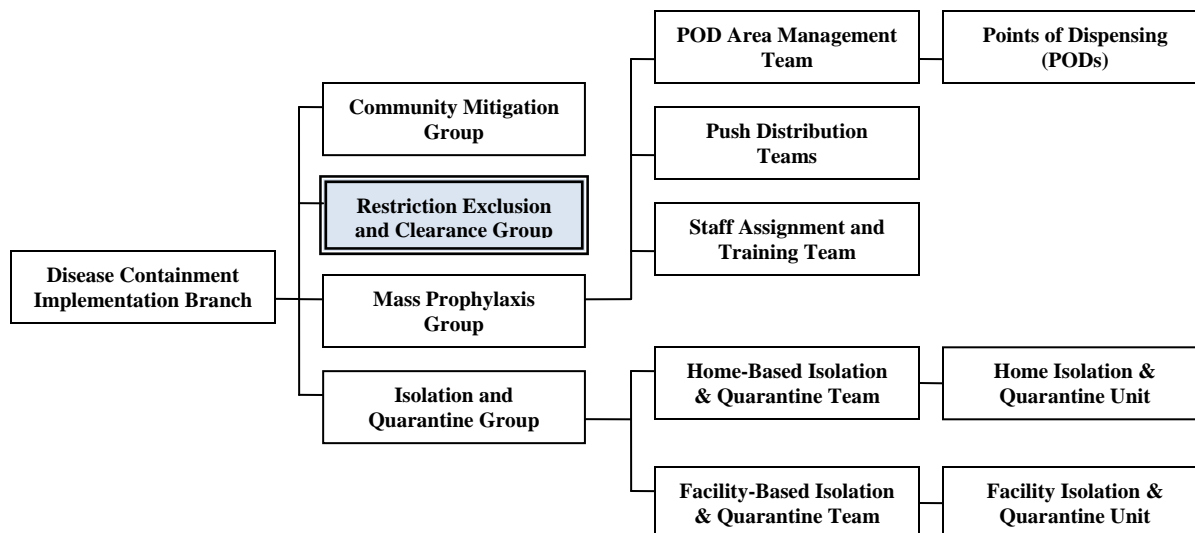 POD Area Management
Team
Points of Dispensing
(PODs)
Community Mitigation
Group
Push Distribution
Teams
Restriction Exclusion
and Clearance Group
Staff Assignment and
Training Team
Disease Containment
Implementation Branch
Mass Prophylaxis
Group
Isolation and
Quarantine Group
Home-Based Isolation
& Quarantine Team
Home Isolation &
Quarantine Unit
Facility-Based Isolation
& Quarantine Team
Facility Isolation &
Quarantine Unit